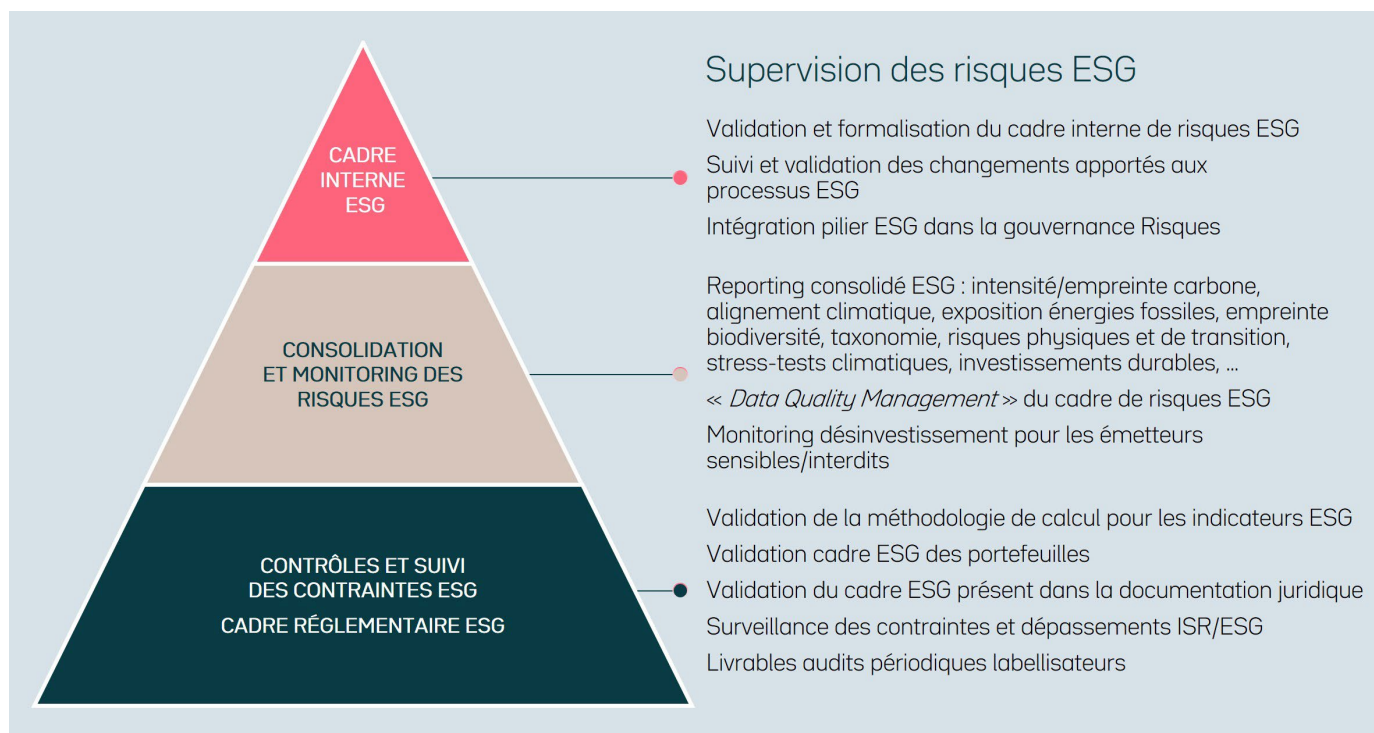 Supervision des risques ESG
CADRE
INTERNE
ESG
Validation et formalisation du cadre interne de risques ESG
Suivi et validation des changements apportés aux
processus ESG
Intégration pilier ESG dans la gouvernance Risques
CONSOLIDATION
ET MONITORING DES
RISQUES ESG
Reporting consolidé ESG : intensité/empreinte carbone,
alignement climatique, exposition énergies fossiles, empreinte
biodiversité, taxonomie, risques physiques et de transition,
stress-tests climatiques, investissements durables, ...
« Data Quality Management » du cadre de risques ESG
Monitoring désinvestissement pour les émetteurs
sensibles/interdits
CONTRÔLES ET SUIVI
DES CONTRAINTES ESG
CADRE RÉGLEMENTAIRE ESG
Validation de la méthodologie de calcul pour les indicateurs ESG
Validation cadre ESG des portefeuilles
Validation du cadre ESG présent dans la documentation juridique
Surveillance des contraintes et dépassements ISR/ESG
Livrables audits périodiques labellisateurs